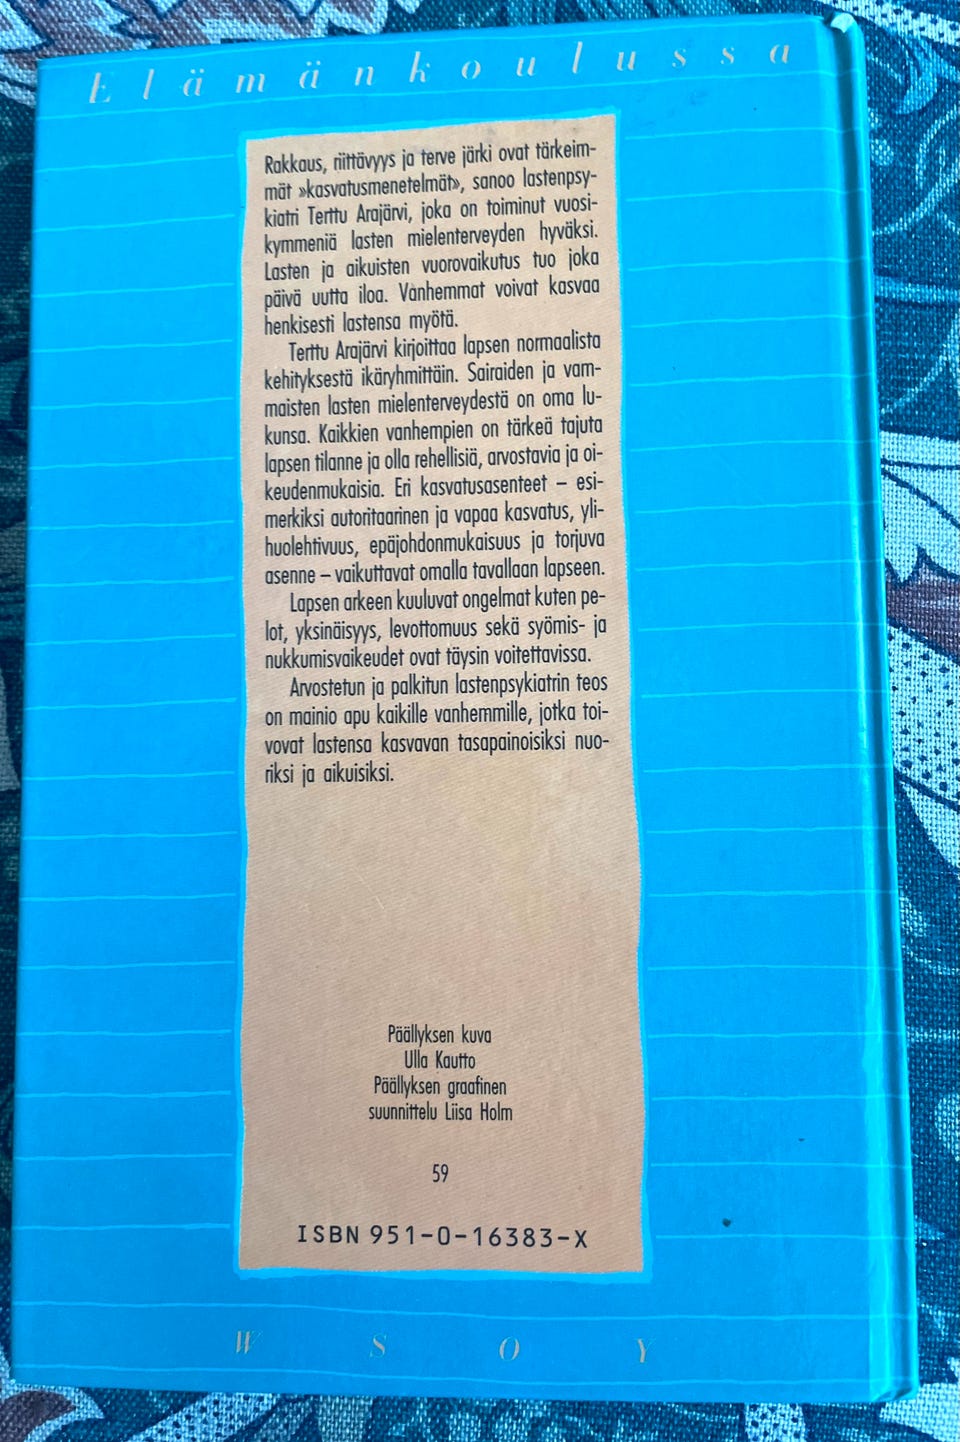 Elämänkoulussa
Rakkaus, riittävyys ja terve järki ovat tärkeim-
mät »kasvatusmenetelmät», sanoo lastenpsy-
kiatri Terttu Arajärvi, joka on toiminut vuosi-
kymmeniä lasten mielenterveyden hyväksi.
Lasten ja aikuisten vuorovaikutus tuo joka
päivä uutta iloa. Vanhemmat voivat kasvaa
henkisesti lastensa myötä.
Terttu Arajärvi kirjoittaa lapsen normaalista
kehityksestä ikäryhmittäin. Sairaiden ja vam-
maisten lasten mielenterveydestä on oma lu-
kunsa. Kaikkien vanhempien on tärkeä tajuta
lapsen tilanne ja olla rehellisiä, arvostavia ja oi-
keudenmukaisia. Eri kasvatusasenteet – esi-
merkiksi autoritaarinen ja vapaa kasvatus, yli-
huolehtivuus, epäjohdonmukaisuus ja torjuva
asenne – vaikuttavat omalla tavallaan lapseen.
Lapsen arkeen kuuluvat ongelmat kuten pe-
lot, yksinäisyys, levottomuus sekä syömis- ja
nukkumisvaikeudet ovat täysin voitettavissa.
Arvostetun ja palkitun lastenpsykiatrin teos
on mainio apu kaikille vanhemmille, jotka toi-
vovat lastensa kasvavan tasapainoisiksi nuo-
riksi ja aikuisiksi.
Päällyksen kuva
Ulla Kautto
Päällyksen graafinen
suunnittelu Liisa Holm
59
ISBN 951-0-16383-X
WSOY